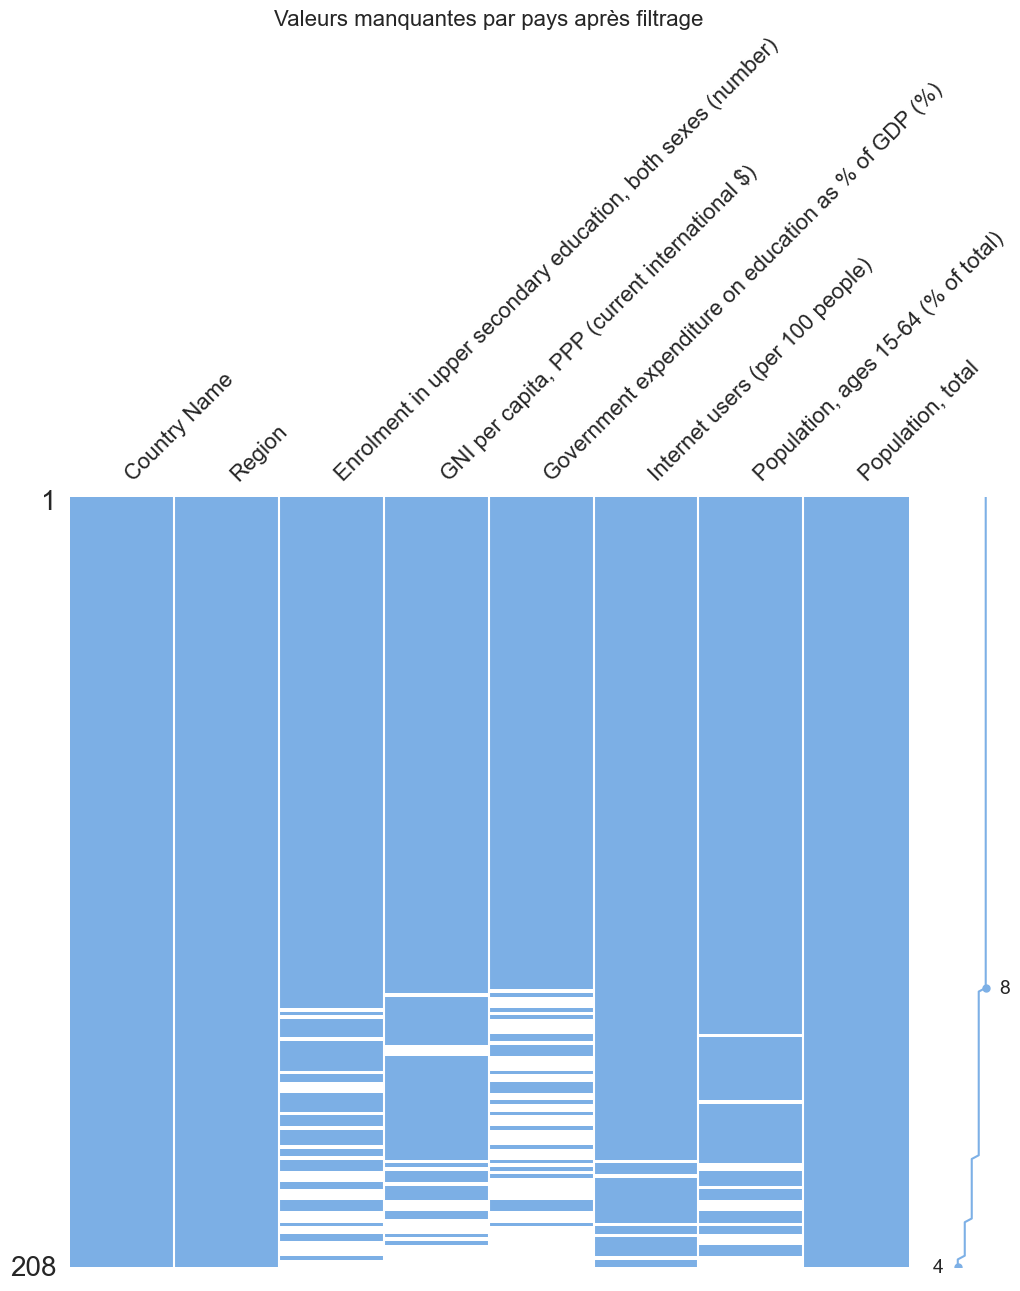 Valeurs manquantes par pays après filtrage
Country Name
Region
Enrolment in upper secondary education, both sexes (number)
GNI per capita, PPP (current international $)
Government expenditure on education as % of GDP (%)
Internet users (per 100 people)
Population, ages 15-64 (% of total)
Population, total
1
8
208
4